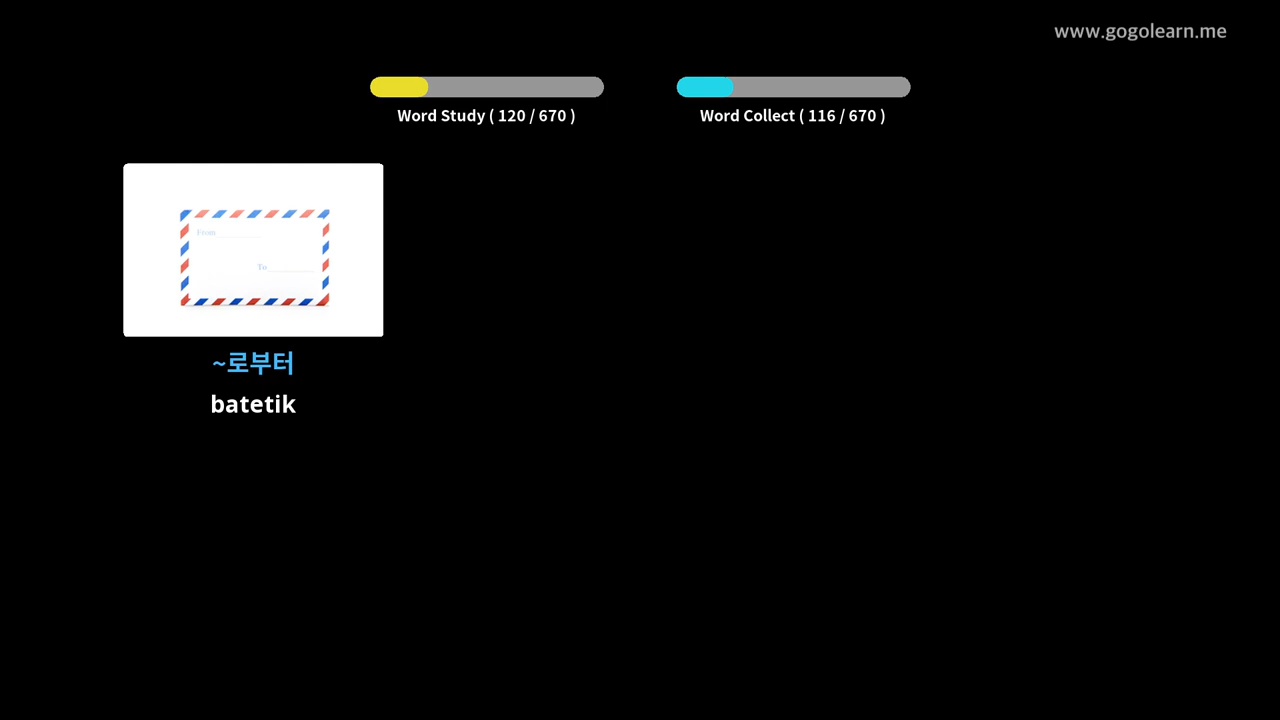 www.gogolearn.me
Word Study ( 120 / 670 )
Word Collect ( 116 / 670 )
From
To
~로부터
batetik